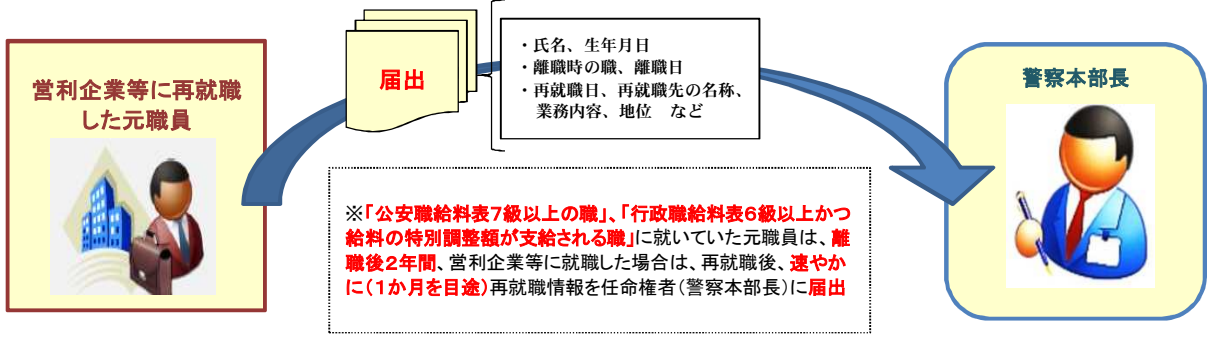 営利企業等に再就職
した元職員
届出
・氏名、生年月日
・離職時の職、離職日
・再就職日、再就職先の名称、
業務内容、地位　など
警察本部長
※「公安職給料表７級以上の職」、「行政職給料表６級以上かつ
給料の特別調整額が支給される職」に就いていた元職員は、離
職後２年間、営利企業等に就職した場合は、再就職後、速やか
に（１か月を目途）再就職情報を任命権者（警察本部長）に届出